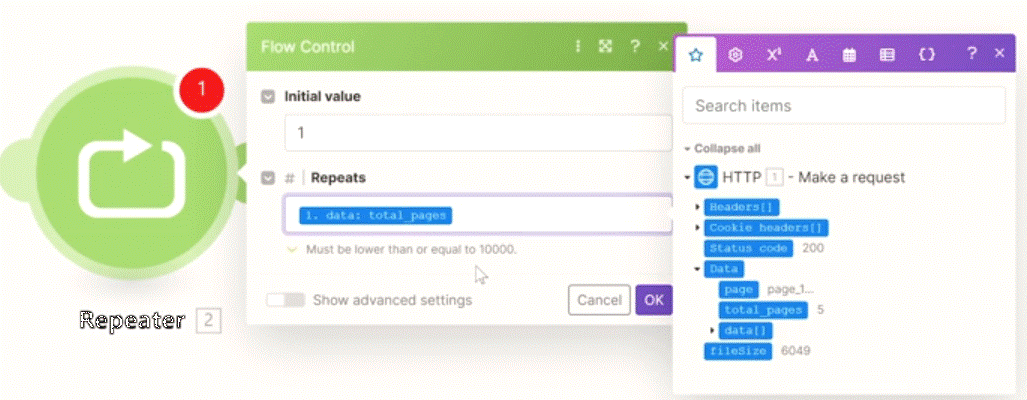 Flow Control
?
1
Initial value
1
# Repeats
1. data: total_pages
Must be lower than or equal to 10000.
Show advanced settings
Cancel
OK
Repeater 2
X¹ A {} ?
Search items
Collapse all
HTTP 1 - Make a request
Headers[]
Cookie headers[]
Status code 200
Data
page page_1...
total_pages 5
data[]
fileSize 6049